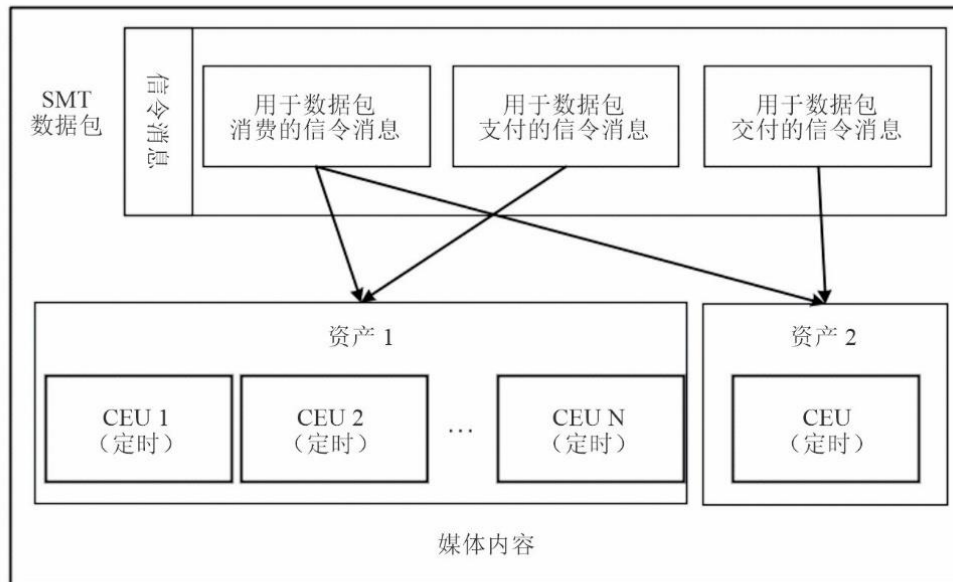 SMT
数据包
信令消息
用于数据包
消费的信令消息
用于数据包
支付的信令消息
用于数据包
交付的信令消息
资产 1
CEU 1
（定时）
CEU 2
（定时）
…
CEU N
（定时）
资产 2
CEU
（定时）
媒体内容